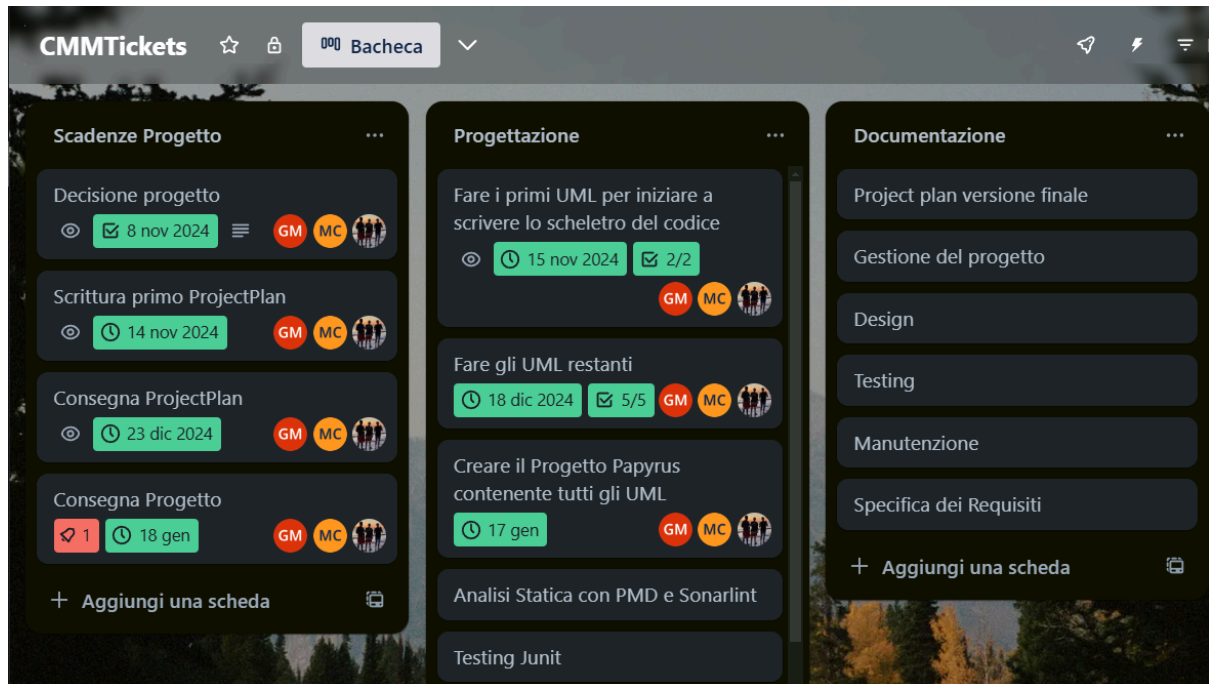 CMMTickets Bacheca
Scadenze Progetto
Decisione progetto
8 nov 2024 GM MC
Scrittura primo ProjectPlan
14 nov 2024 GM MC
Consegna ProjectPlan
23 dic 2024 GM MC
Consegna Progetto
1 18 gen GM MC
+ Aggiungi una scheda
Progettazione
Fare i primi UML per iniziare a
scrivere lo scheletro del codice
15 nov 2024 2/2
GM MC
Fare gli UML restanti
18 dic 2024 5/5 GM MC
Creare il Progetto Papyrus
contenente tutti gli UML
17 gen GM MC
Analisi Statica con PMD e Sonarlint
Testing Junit
Documentazione
Project plan versione finale
Gestione del progetto
Design
Testing
Manutenzione
Specifica dei Requisiti
+ Aggiungi una scheda